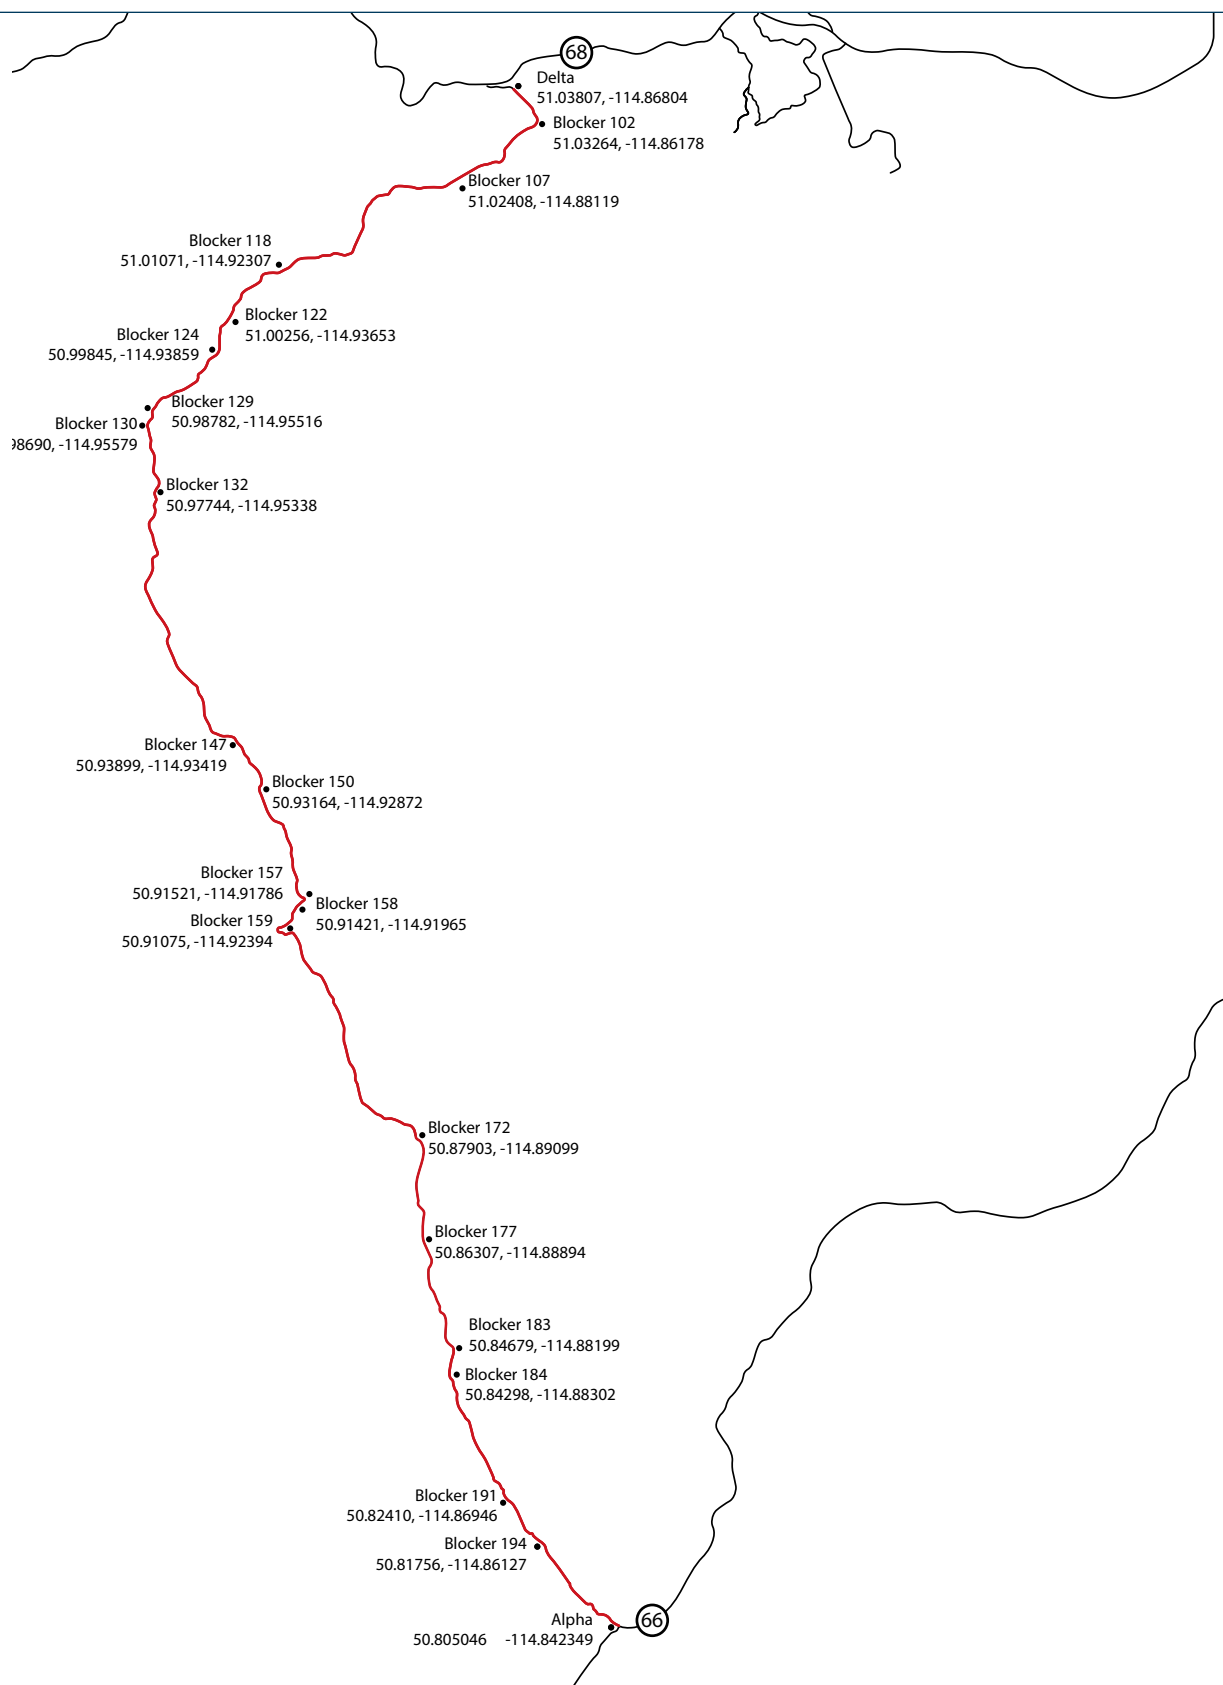 68
Delta
51.03807, -114.86804
Blocker 102
51.03264, -114.86178
Blocker 107
51.02408, -114.88119
Blocker 118
51.01071, -114.92307
Blocker 122
51.00256, -114.93653
Blocker 124
50.99845, -114.93859
Blocker 129
50.98782, -114.95516
Blocker 130
98690, -114.95579
Blocker 132
50.97744, -114.95338
Blocker 147
50.93899, -114.93419
Blocker 150
50.93164, -114.92872
Blocker 157
50.91521, -114.91786
Blocker 158
50.91421, -114.91965
Blocker 159
50.91075, -114.92394
Blocker 172
50.87903, -114.89099
Blocker 177
50.86307, -114.88894
Blocker 183
50.84679, -114.88199
Blocker 184
50.84298, -114.88302
Blocker 191
50.82410, -114.86946
Blocker 194
50.81756, -114.86127
Alpha
50.805046 -114.842349
66